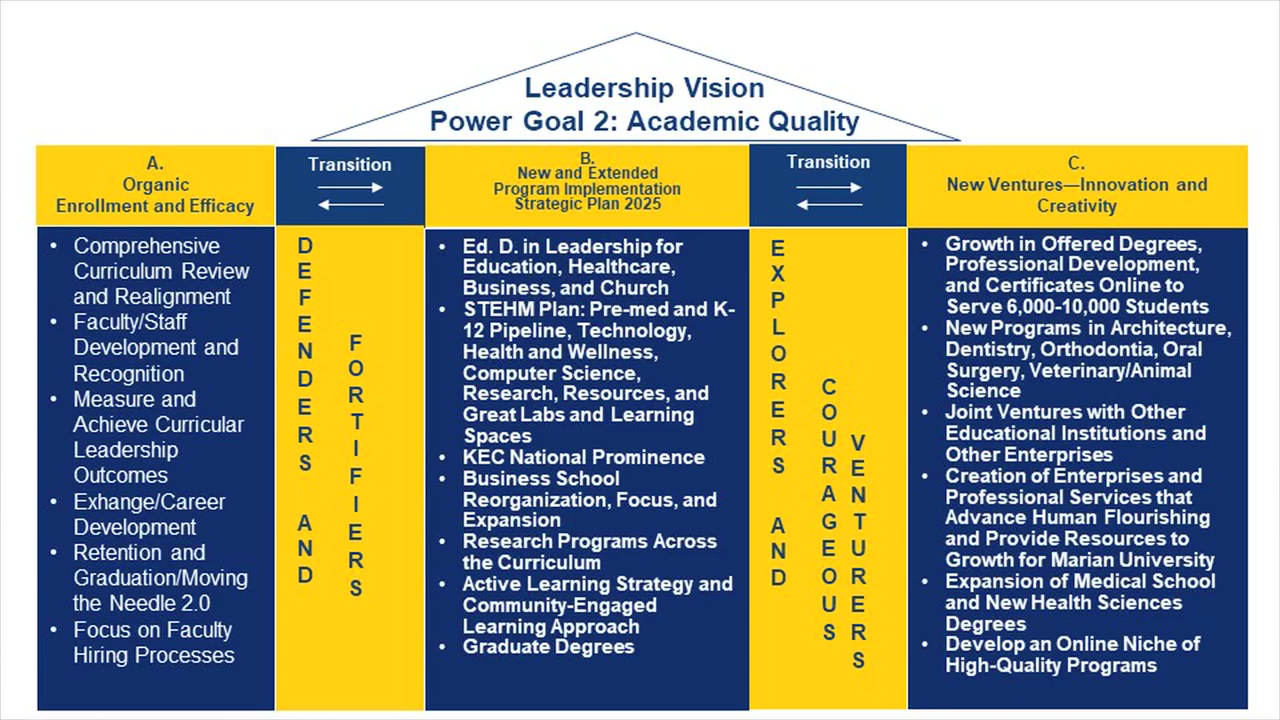 Leadership Vision
Power Goal 2: Academic Quality
A.
Organic
Enrollment and Efficacy
• Comprehensive
Curriculum Review
and Realignment
• Faculty/Staff
Development and
Recognition
• Measure and
Achieve Curricular
Leadership
Outcomes
• Exhange/Career
Development
• Retention and
Graduation/Moving
the Needle 2.0
• Focus on Faculty
Hiring Processes
Transition
DEFENDERS AND
FORTIFIERS
B.
New and Extended
Program Implementation
Strategic Plan 2025
• Ed. D. in Leadership for
Education, Healthcare,
Business, and Church
• STEHM Plan: Pre-med and K-
12 Pipeline, Technology,
Health and Wellness,
Computer Science,
Research, Resources, and
Great Labs and Learning
Spaces
• KEC National Prominence
• Business School
Reorganization, Focus, and
Expansion
• Research Programs Across
the Curriculum
• Active Learning Strategy and
Community-Engaged
Learning Approach
• Graduate Degrees
Transition
EXPLORERS AND
COURAGEOUS
VENTURERS
C.
New Ventures—Innovation and
Creativity
• Growth in Offered Degrees,
Professional Development,
and Certificates Online to
Serve 6,000-10,000 Students
• New Programs in Architecture,
Dentistry, Orthodontia, Oral
Surgery, Veterinary/Animal
Science
• Joint Ventures with Other
Educational Institutions and
Other Enterprises
• Creation of Enterprises and
Professional Services that
Advance Human Flourishing
and Provide Resources to
Growth for Marian University
• Expansion of Medical School
and New Health Sciences
Degrees
• Develop an Online Niche of
High-Quality Programs